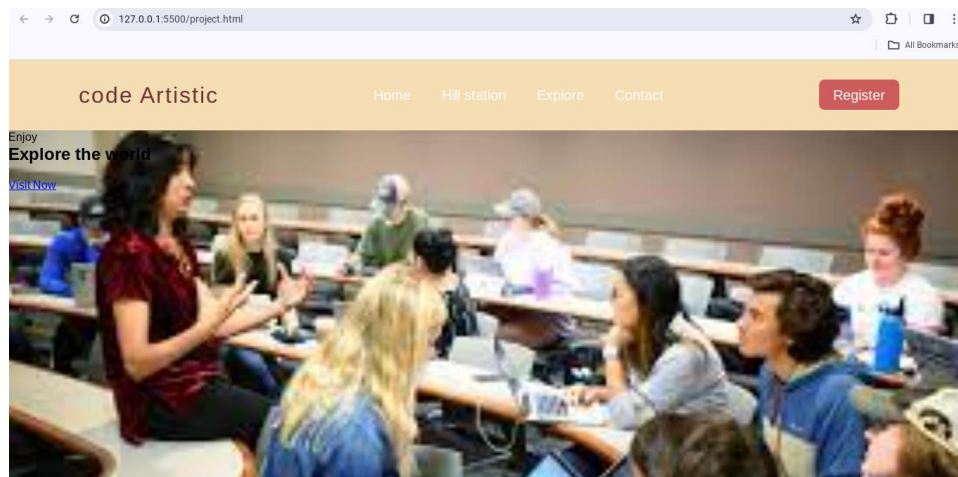 127.0.0.1:5500/project.html
All Bookmarks
code Artistic
Home Hill station Explore Contact
Register
Enjoy
Explore the world
Visit Now